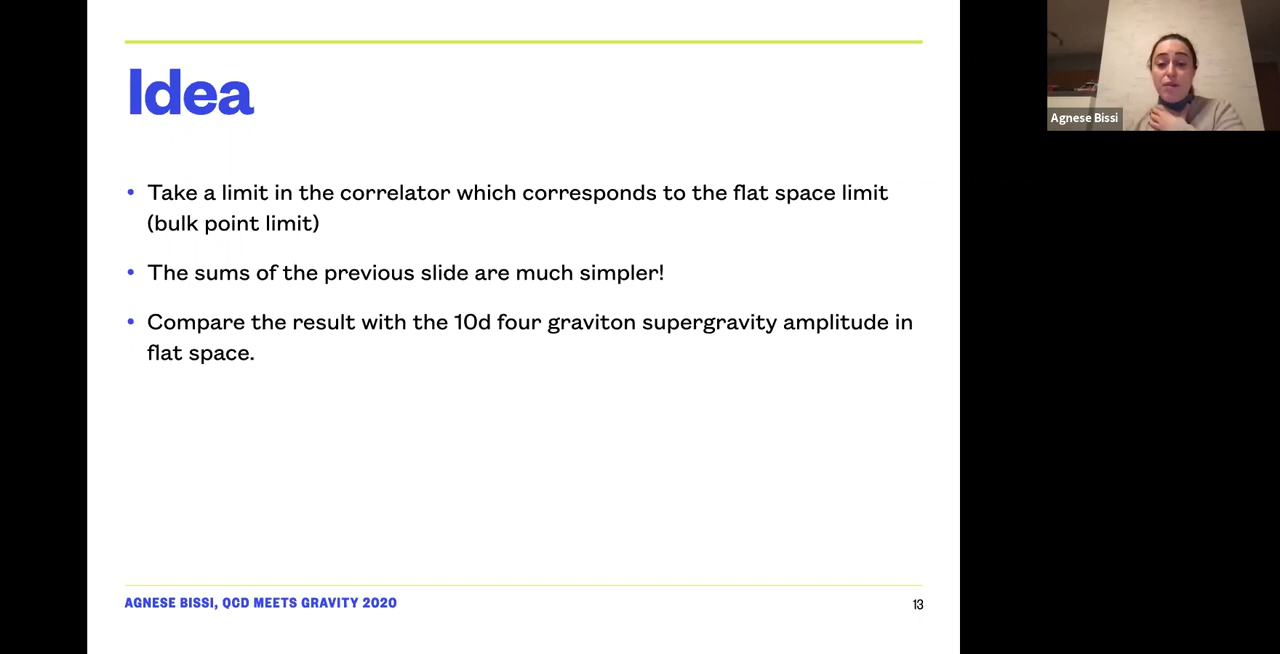 Idea
• Take a limit in the correlator which corresponds to the flat space limit
(bulk point limit)
• The sums of the previous slide are much simpler!
• Compare the result with the 10d four graviton supergravity amplitude in
flat space.
AGNESE BISSI, QCD MEETS GRAVITY 2020
13
Agnese Bissi